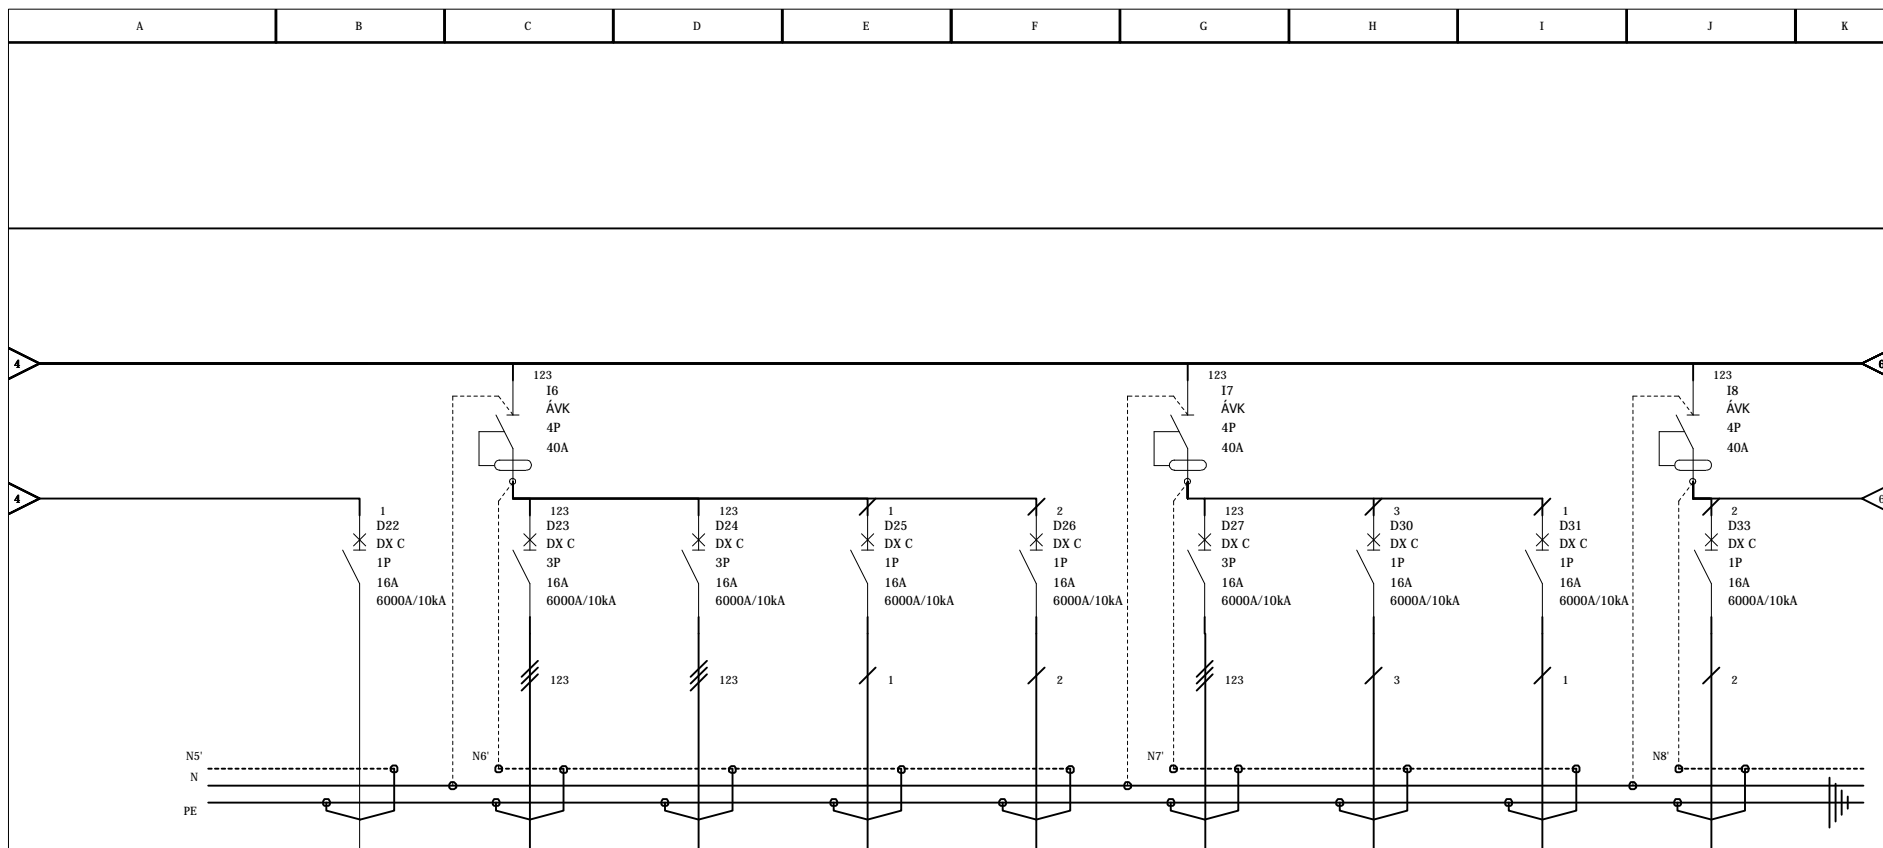 A B C D E F G H I J K
4 6
123 123 123
I6 I7 I8
ÁVK ÁVK ÁVK
4P 4P 4P
40A 40A 40A
4 6
1 123 123 1 2 123 3 1 2
D22 D23 D24 D25 D26 D27 D30 D31 D33
DX C DX C DX C DX C DX C DX C DX C DX C DX C
1P 3P 3P 1P 1P 3P 1P 1P 1P
16A 16A 16A 16A 16A 16A 16A 16A 16A
6000A/10kA 6000A/10kA 6000A/10kA 6000A/10kA 6000A/10kA 6000A/10kA 6000A/10kA 6000A/10kA 6000A/10kA
123 123 1 2 123 3 1 2
N5' N6' N7' N8'
N
PE